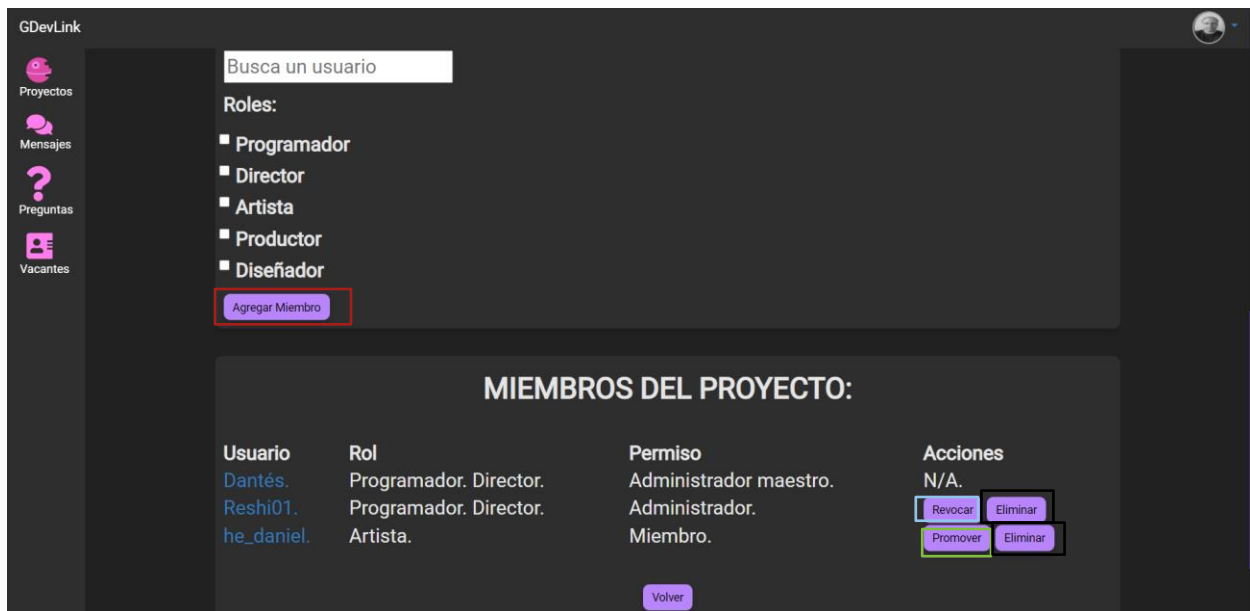 GDevLink
Proyectos
Mensajes
Preguntas
Vacantes
Busca un usuario
Roles:
Programador
Director
Artista
Productor
Diseñador
Agregar Miembro
MIEMBROS DEL PROYECTO:
Usuario Rol Permiso Acciones
Dantés. Programador. Director. Administrador maestro. N/A.
Reshi01. Programador. Director. Administrador. Revocar Eliminar
he_daniel. Artista. Miembro. Promover Eliminar
Volver